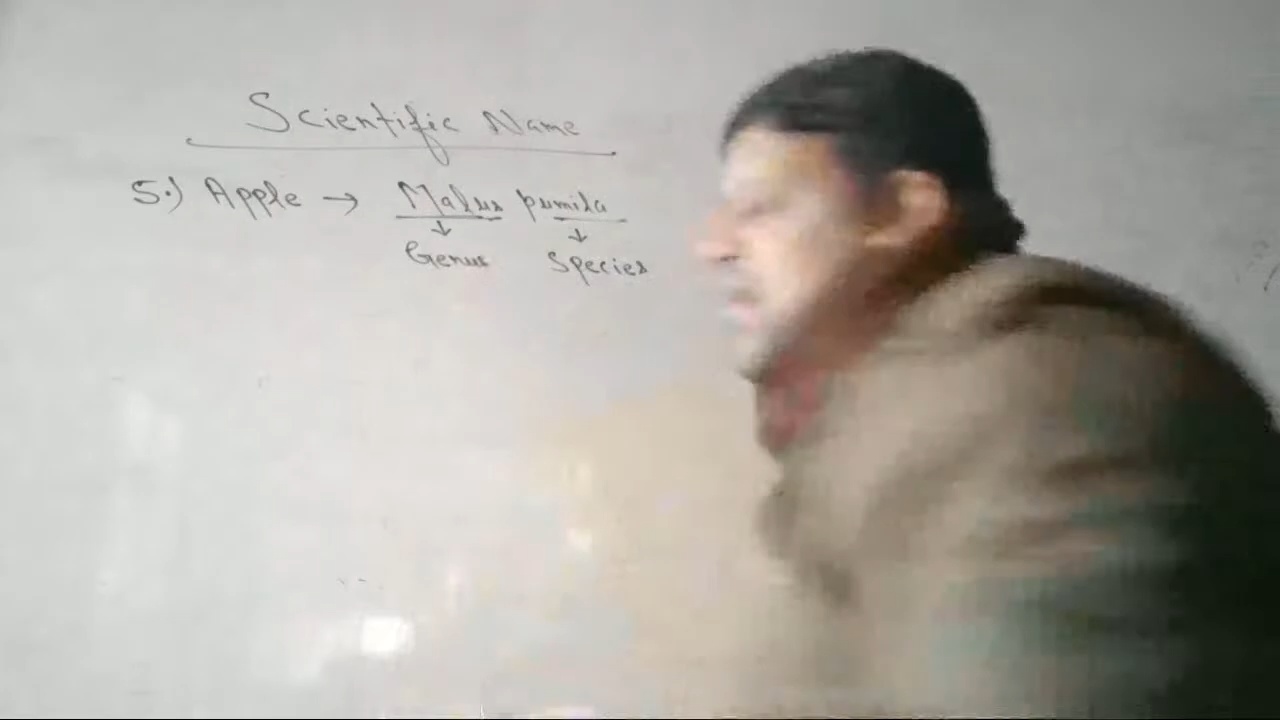 Scientific Name
5.) Apple → Malus pumila
↓ ↓
Genus Species